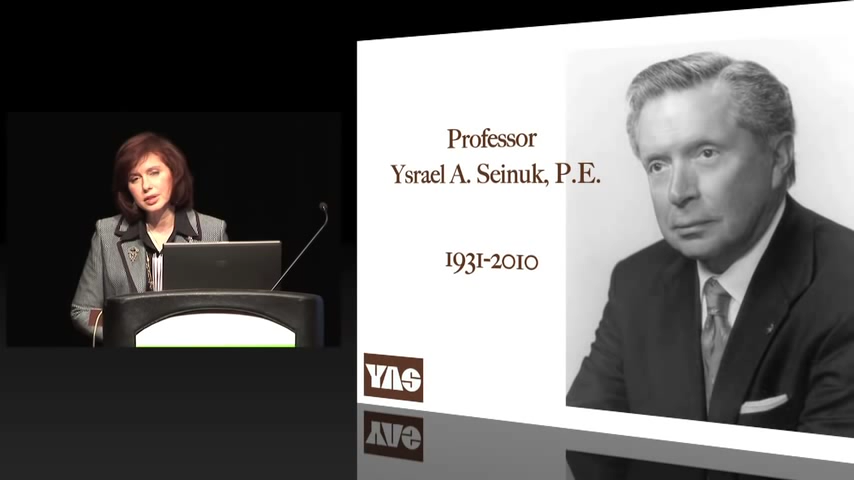 Professor
Ysrael A. Seinuk, P.E.
1931-2010
YAS